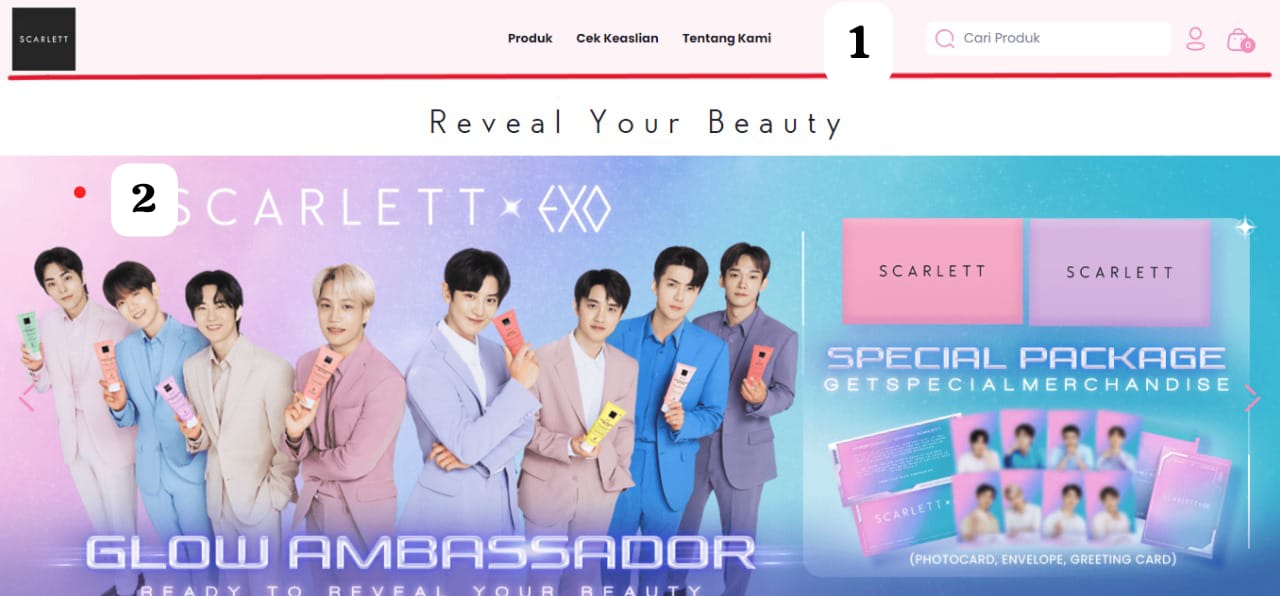 SCARLETT
Produk Cek Keaslian Tentang Kami
1
Cari Produk
0
Reveal Your Beauty
2
SCARLETT × EXO
SCARLETT
SCARLETT
SPECIAL PACKAGE
GETSPECIALMERCHANDISE
SCARLETT
(PHOTOCARD, ENVELOPE, GREETING CARD)
GLOW AMBASSADOR
READY TO REVEAL YOUR BEAUTY